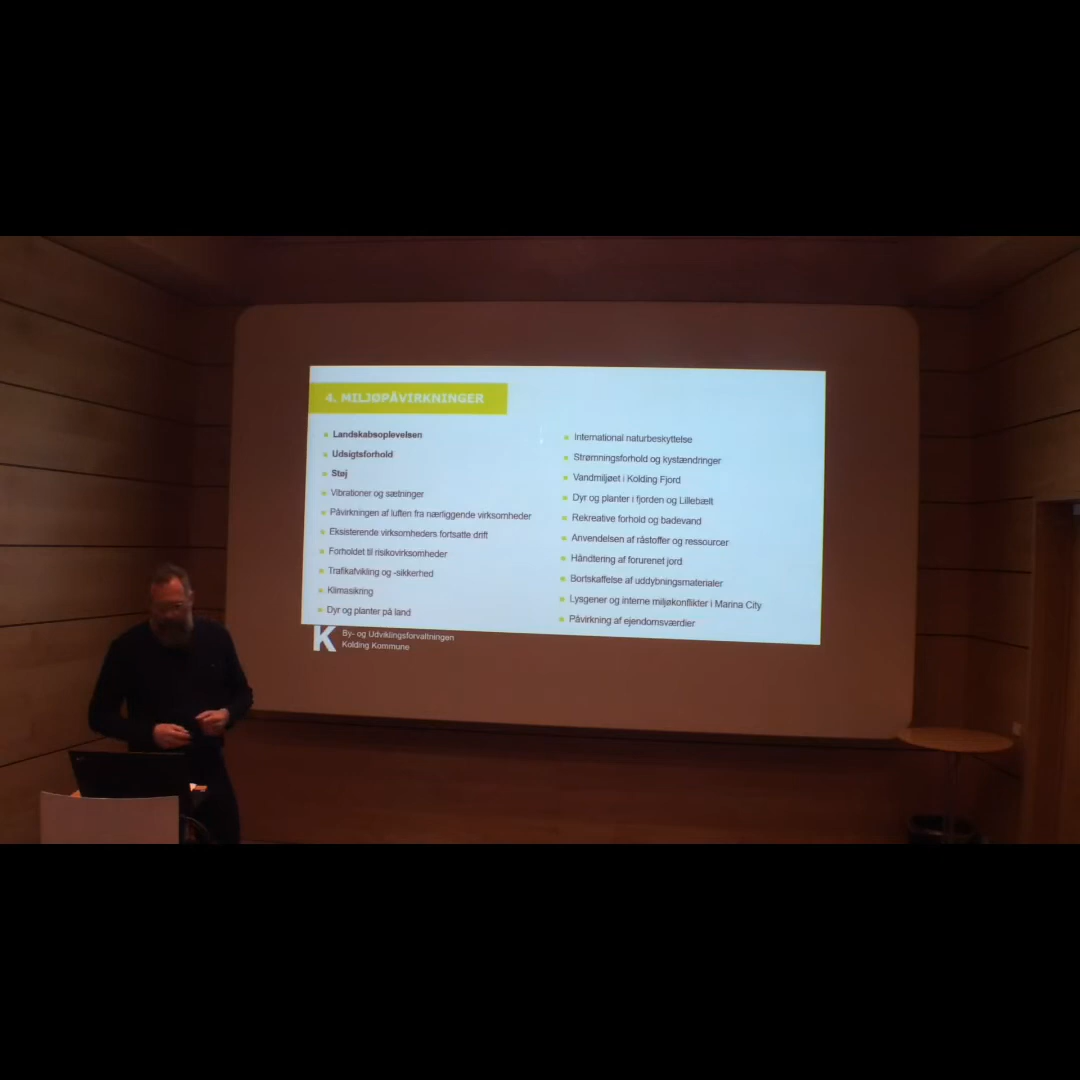 4. MILJØPÅVIRKNINGER
Landskabsoplevelsen
Udsigtsforhold
Støj
Vibrationer og sætninger
Påvirkningen af luften fra nærliggende virksomheder
Eksisterende virksomheders fortsatte drift
Forholdet til risikovirksomheder
Trafikafvikling og -sikkerhed
Klimasikring
Dyr og planter på land
International naturbeskyttelse
Strømningsforhold og kystændringer
Vandmiljøet i Kolding Fjord
Dyr og planter i fjorden og Lillebælt
Rekreative forhold og badevand
Anvendelsen af råstoffer og ressourcer
Håndtering af forurenet jord
Bortskaffelse af uddybningsmaterialer
Lysgener og interne miljøkonflikter i Marina City
Påvirkning af ejendomsværdier
K
By- og Udviklingsforvaltningen
Kolding Kommune